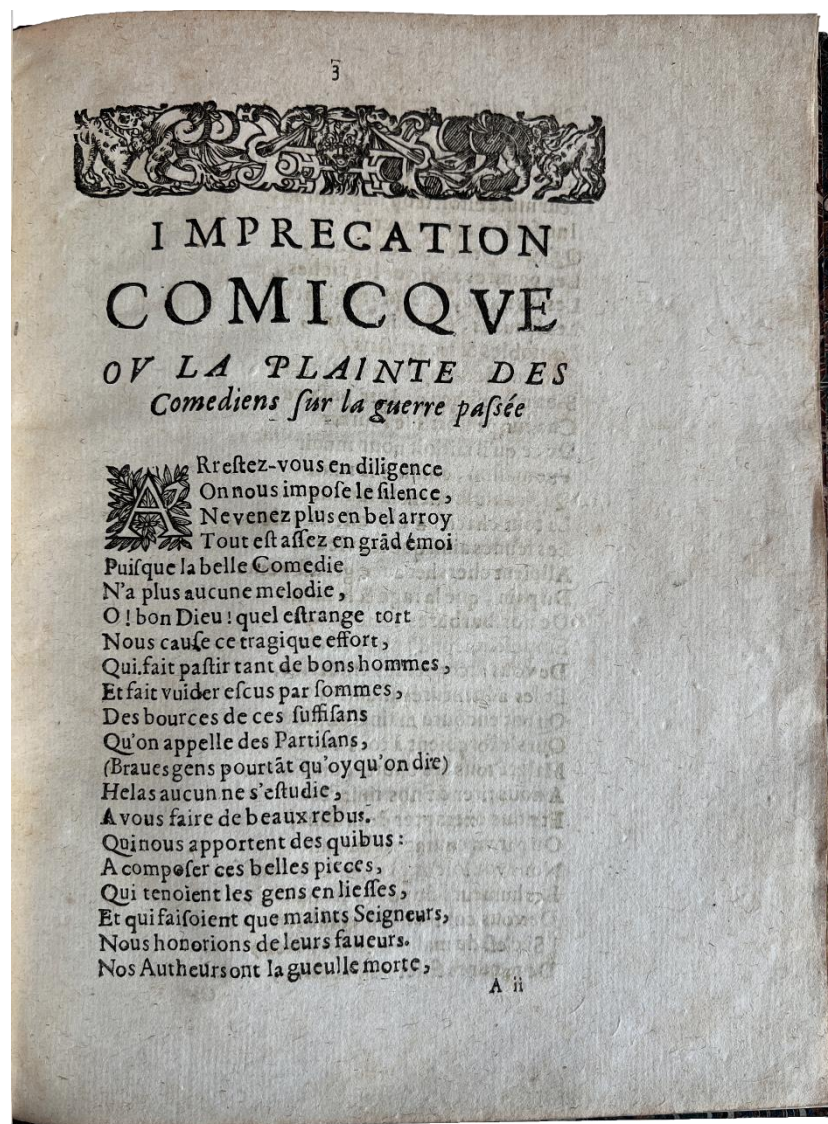 3
IMPRECATION
COMICQVE
OV LA PLAINTE DES
Comediens ſur la guerre paſsée
ARreſtez-vous en diligence
On nous impoſe le ſilence,
Ne venez plus en bel arroy
Tout eſt aſſez en grãd émoi
Puiſque la belle Comedie
N'a plus aucune melodie,
O ! bon Dieu ! quel eſtrange tort
Nous cauſe ce tragique effort,
Qui.fait paſtir tant de bons hommes,
Et fait vuider eſcus par ſommes,
Des bources de ces ſuffiſans
Qu'on appelle des Partiſans,
(Braues gens pourtãt qu'oy qu'on die)
Helas aucun ne s'eſtudie,
A vous faire de beaux rebus.
Qui nous apportent des quibus :
A compoſer ces belles pieces,
Qui tenoient les gens en lieſſes,
Et qui faiſoient que maints Seigneurs,
Nous honorions de leurs faueurs.
Nos Autheurs ont la gueulle morte,
A ii